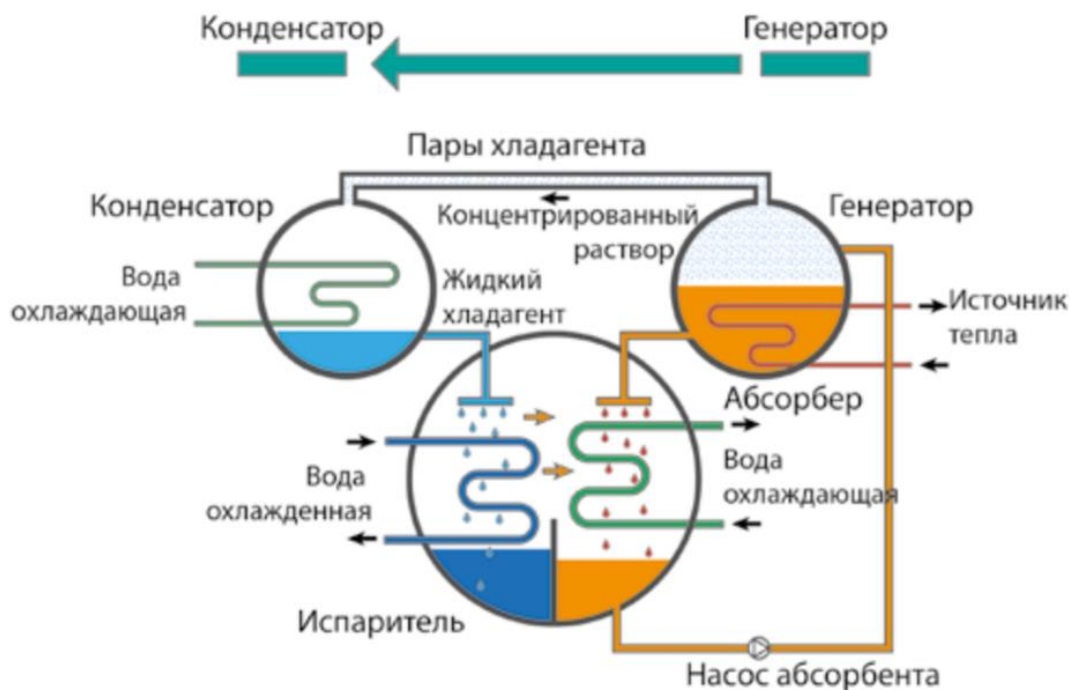 Конденсатор
Генератор
Пары хладагента
Конденсатор
Концентрированный
раствор
Генератор
Вода
охлаждающая
Жидкий
хладагент
Источник
тепла
Абсорбер
Вода
охлажденная
Вода
охлаждающая
Испаритель
Насос абсорбента